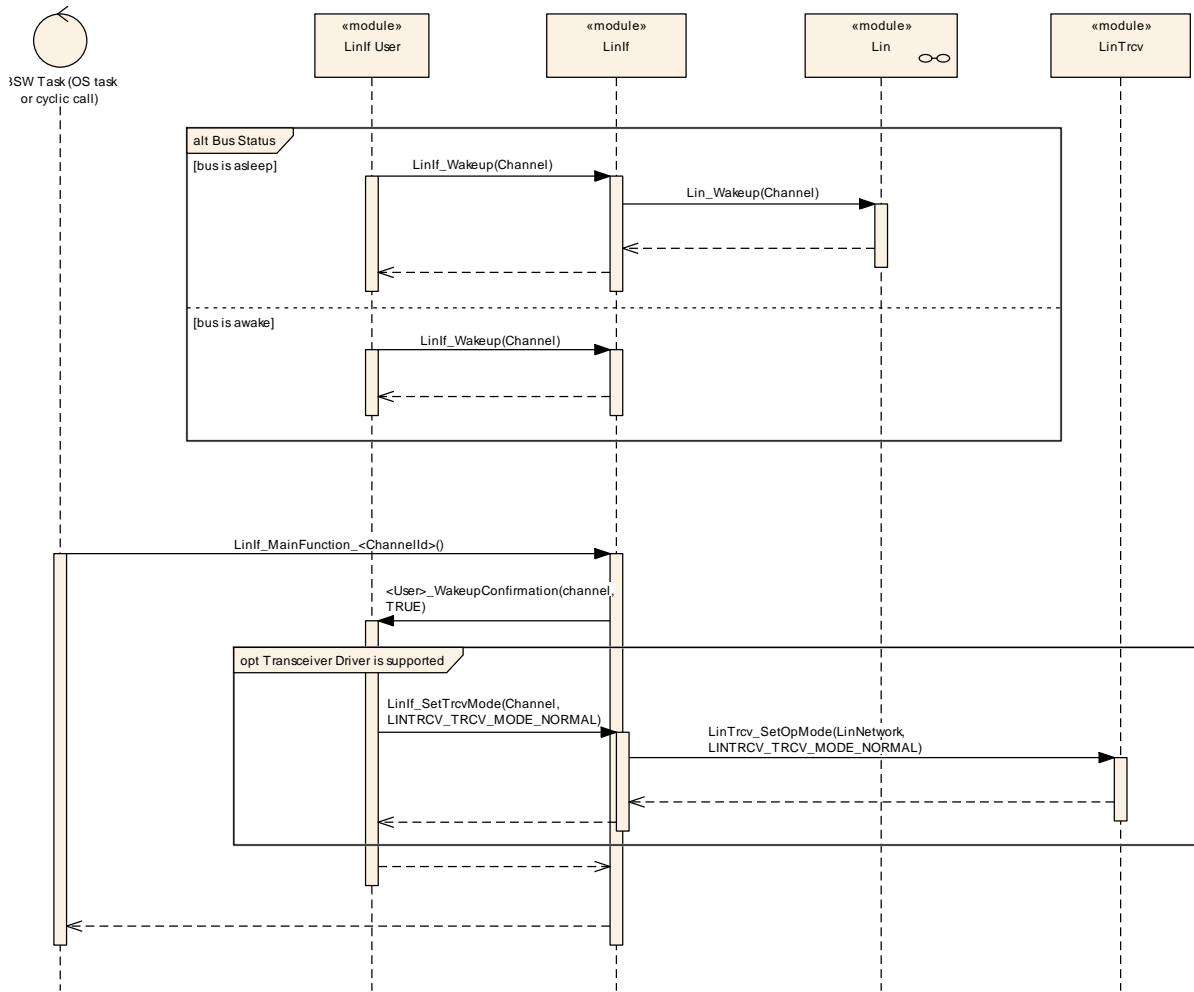 «module»
LinIf User
«module»
LinIf
«module»
Lin
«module»
LinTrcv
BSW Task (OS task
or cyclic call)
alt Bus Status
[bus is asleep]
LinIf_Wakeup(Channel)
Lin_Wakeup(Channel)
[bus is awake]
LinIf_Wakeup(Channel)
LinIf_MainFunction_<ChannelId>()
<User>_WakeupConfirmation(channel,
TRUE)
opt Transceiver Driver is supported
LinIf_SetTrcvMode(Channel,
LINTRCV_TRCV_MODE_NORMAL)
LinTrcv_SetOpMode(LinNetwork,
LINTRCV_TRCV_MODE_NORMAL)